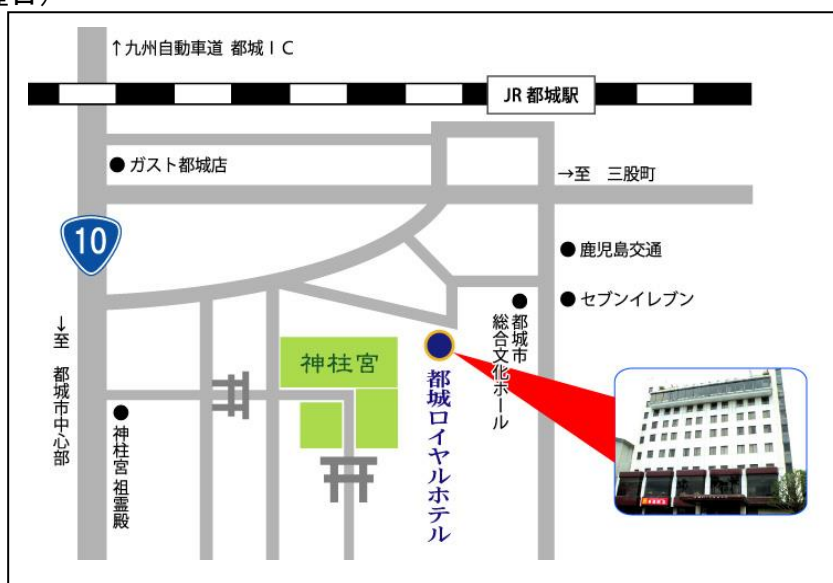 ↑九州自動車道 都城IC
JR 都城駅
●ガスト都城店
→至 三股町
10
●鹿児島交通
●セブンイレブン
↓至 都城市中心部
神柱宮
●都城市
総合文化ホール
都城ロイヤルホテル
●神柱宮 祖霊殿